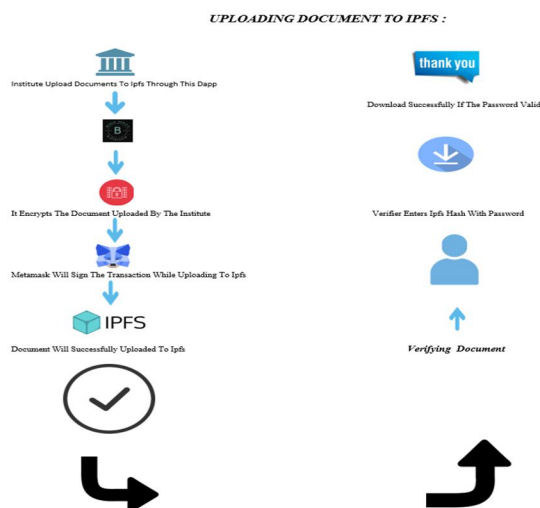 UPLOADING DOCUMENT TO IPFS :
Institute Upload Documents To Ipfs Through This Dapp
B
It Encrypts The Document Uploaded By The Institute
Metamask Will Sign The Transaction While Uploading To Ipfs
IPFS
Document Will Successfully Uploaded To Ipfs
thank you
Download Successfully If The Password Valid
Verifier Enters Ipfs Hash With Password
Verifying Document